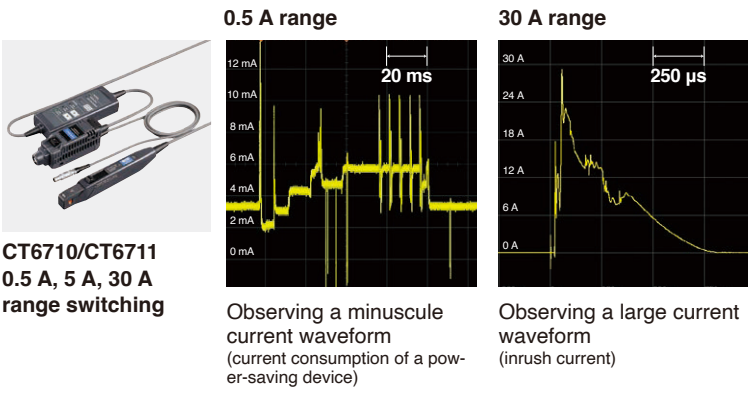 0.5 A range
30 A range
12 mA
10 mA
8 mA
6 mA
4 mA
2 mA
0 mA
20 ms
30 A
24 A
18 A
12 A
6 A
0 A
250 µs
CT6710/CT6711
0.5 A, 5 A, 30 A
range switching
Observing a minuscule
current waveform
(current consumption of a pow-
er-saving device)
Observing a large current
waveform
(inrush current)